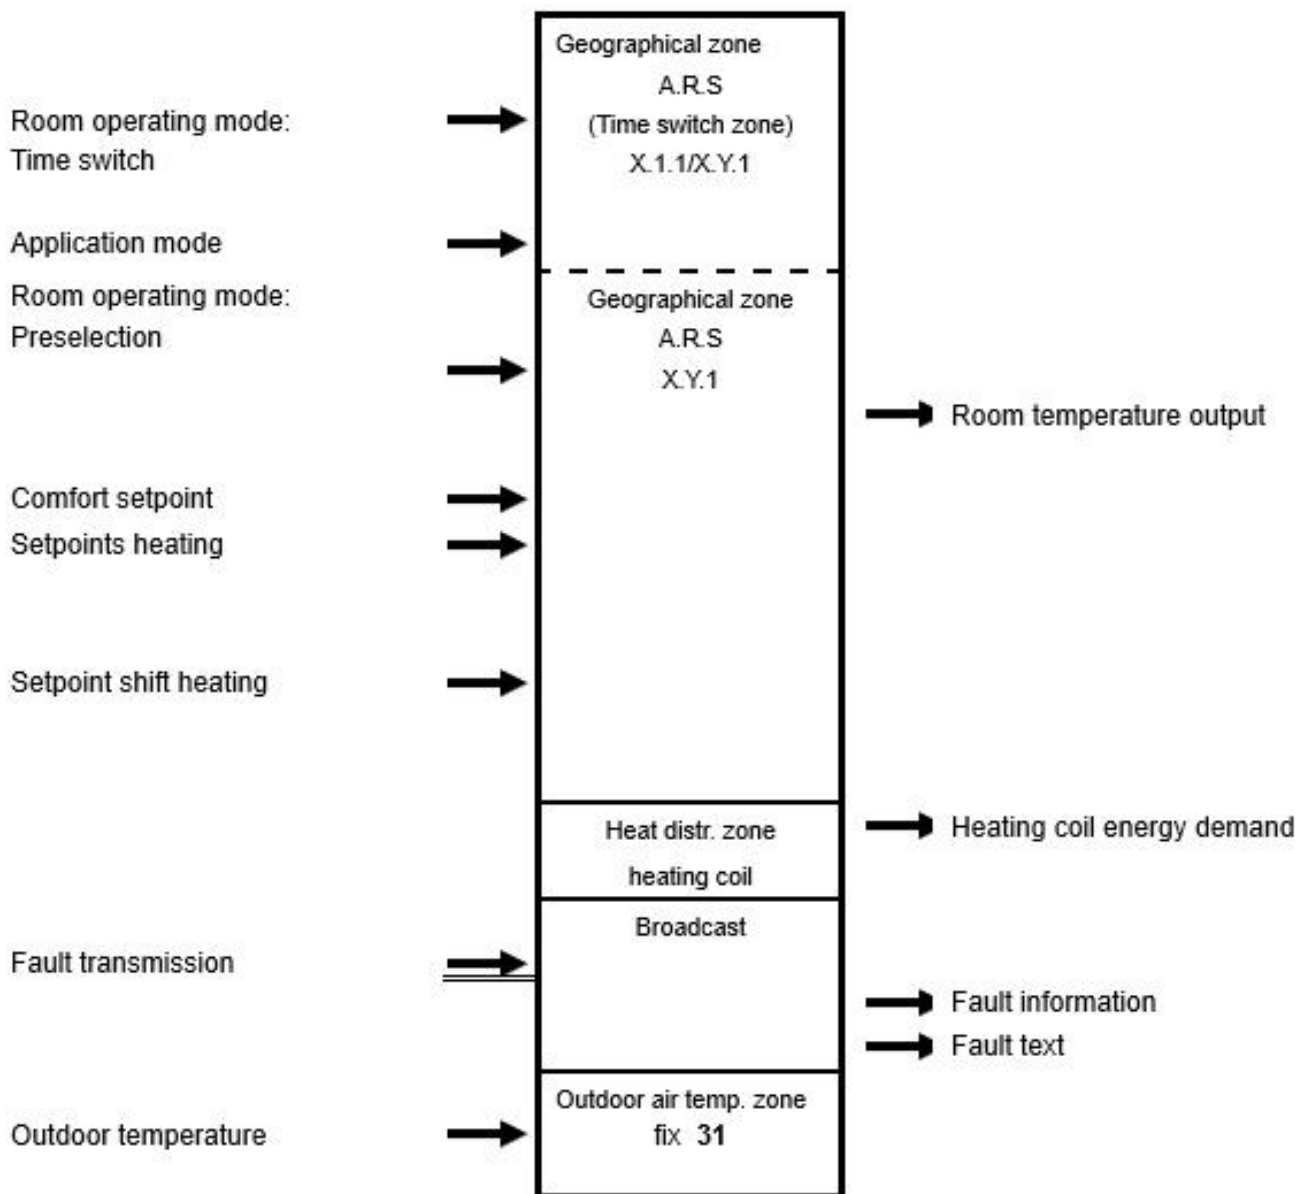 Geographical zone
A.R.S
(Time switch zone)
X.1.1/X.Y.1
Room operating mode:
Time switch
Application mode
Room operating mode:
Preselection
Geographical zone
A.R.S
X.Y.1
Room temperature output
Comfort setpoint
Setpoints heating
Setpoint shift heating
Heat distr. zone
heating coil
Heating coil energy demand
Broadcast
Fault transmission
Fault information
Fault text
Outdoor air temp. zone
fix 31
Outdoor temperature